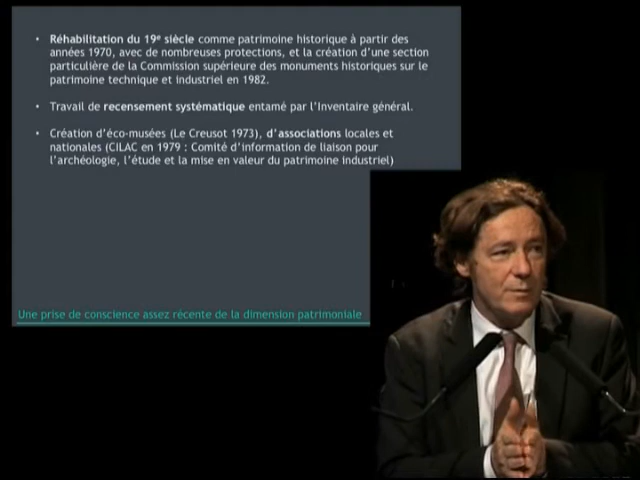 • Réhabilitation du 19e siècle comme patrimoine historique à partir des
années 1970, avec de nombreuses protections, et la création d'une section
particulière de la Commission supérieure des monuments historiques sur le
patrimoine technique et industriel en 1982.
• Travail de recensement systématique entamé par l'Inventaire général.
• Création d'éco-musées (Le Creusot 1973), d'associations locales et
nationales (CILAC en 1979 : Comité d'information de liaison pour
l'archéologie, l'étude et la mise en valeur du patrimoine industriel)
Une prise de conscience assez récente de la dimension patrimoniale